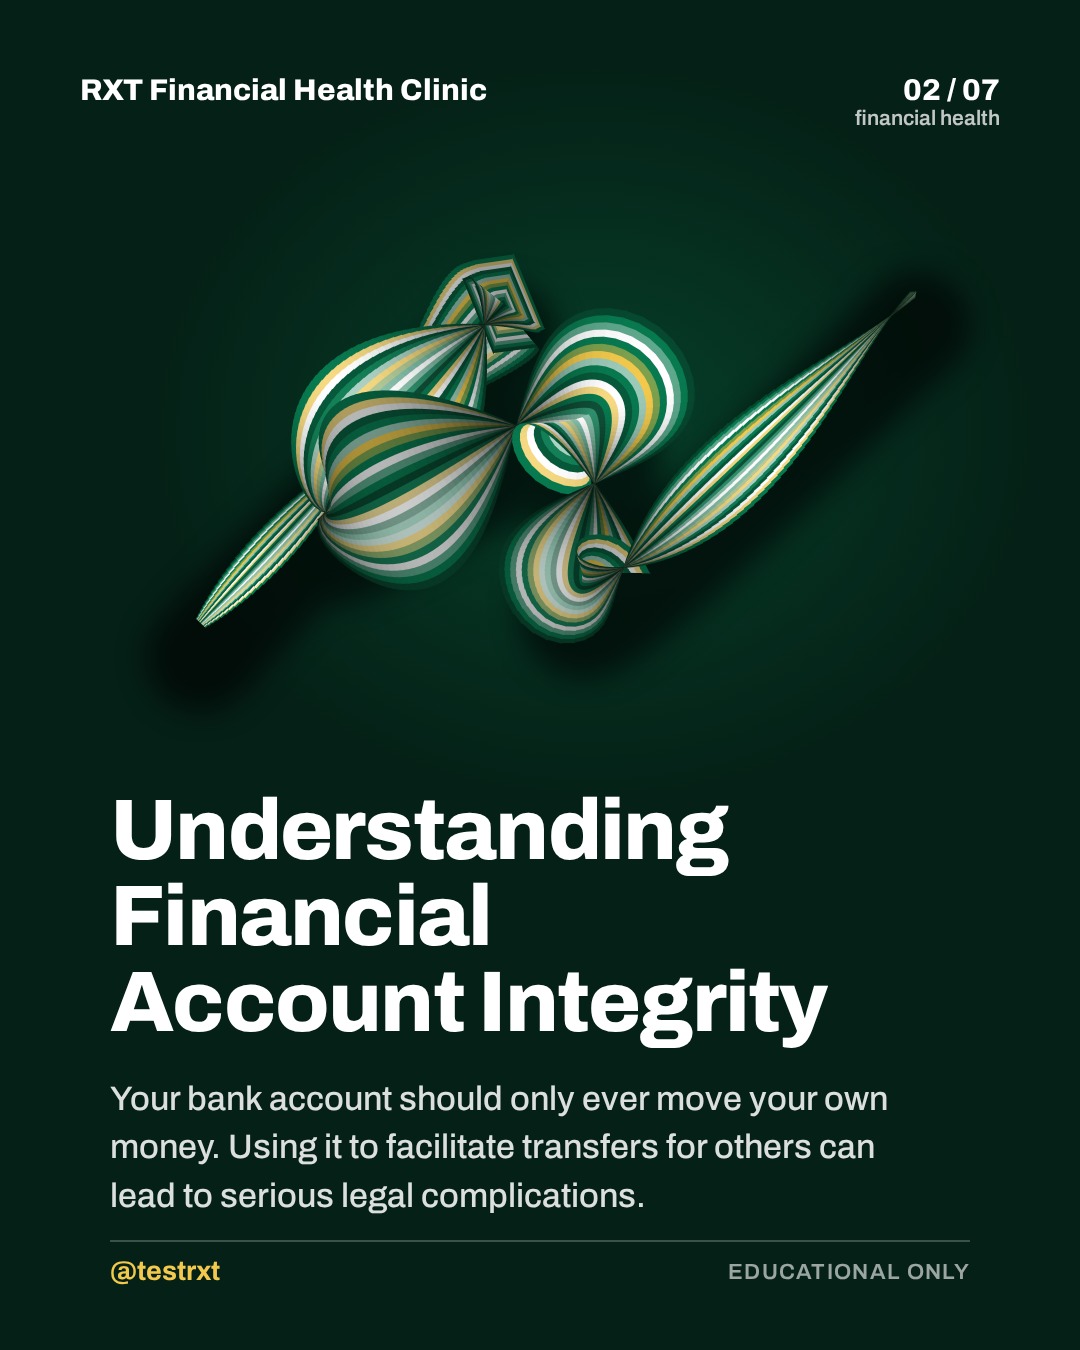 RXT Financial Health Clinic
02 / 07
financial health
Understanding
Financial
Account Integrity
Your bank account should only ever move your own
money. Using it to facilitate transfers for others can
lead to serious legal complications.
@testrxt
EDUCATIONAL ONLY